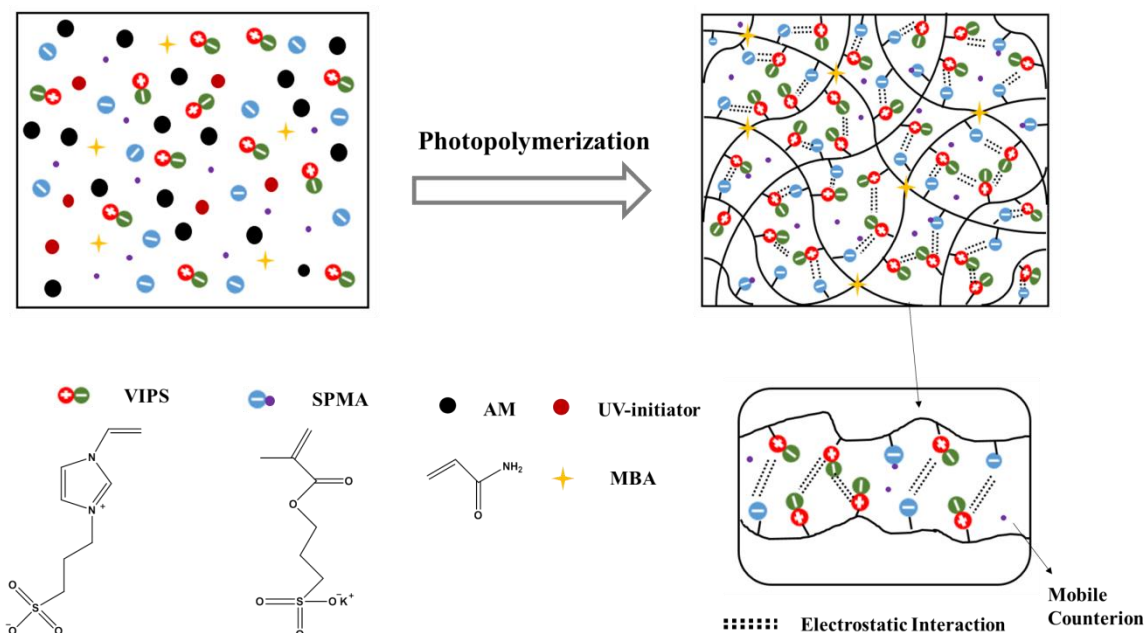 Photopolymerization
VIPS
SPMA
AM
UV-initiator
MBA
N
N
+
O
S
O
O
−
O
O
O
S
O
−
O K+
NH2
O
Mobile
Counterion
Electrostatic Interaction